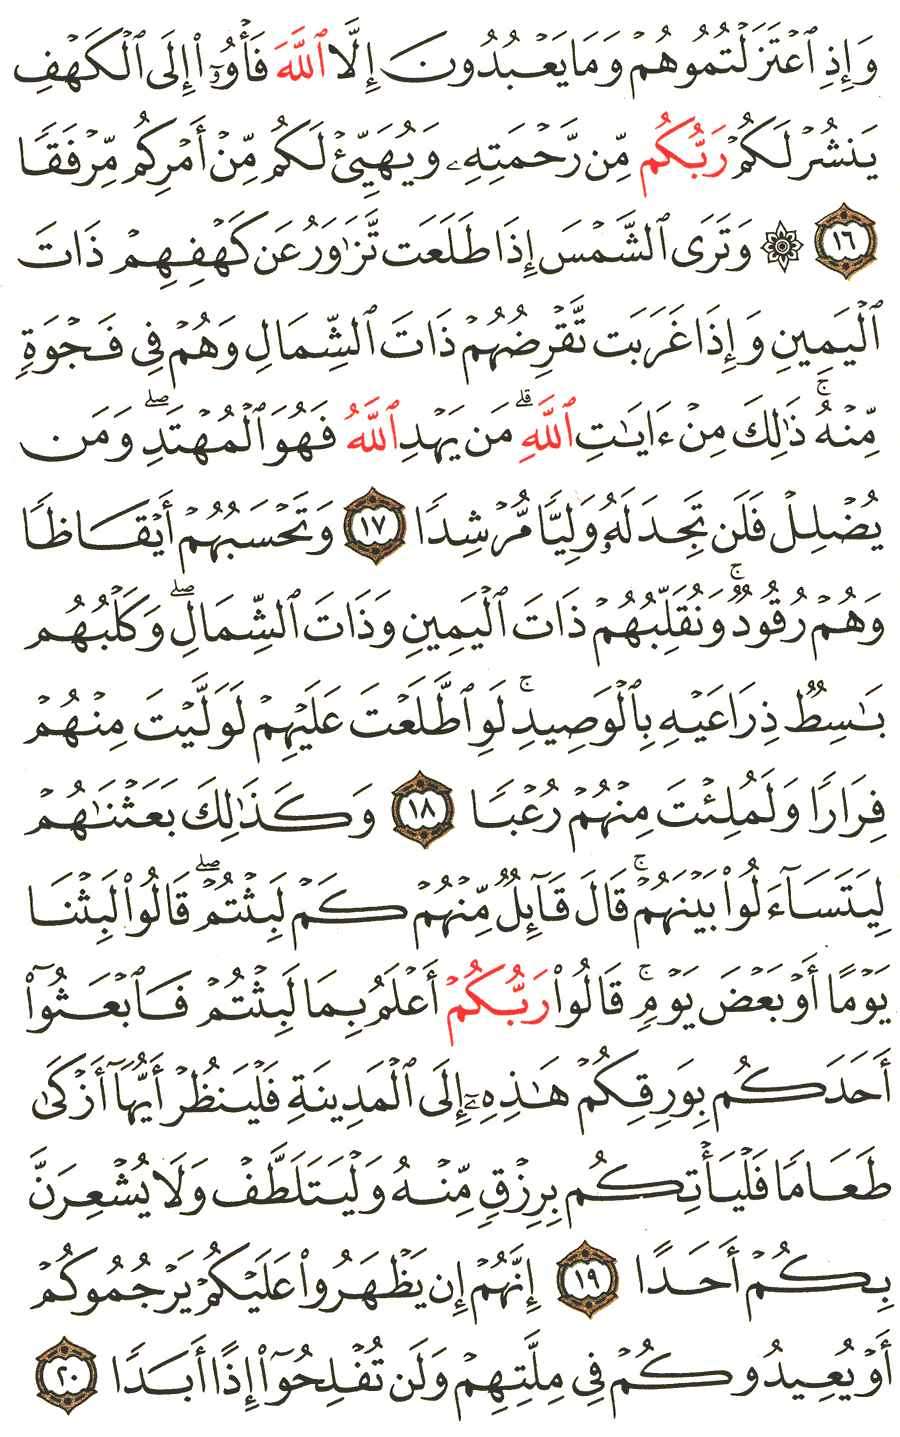 وَإِذِ ٱعْتَزَلْتُمُوهُمْ وَمَا يَعْبُدُونَ إِلَّا ٱللَّهَ فَأْوُۥٓا۟ إِلَى ٱلْكَهْفِ
يَنشُرْ لَكُمْ رَبُّكُم مِّن رَّحْمَتِهِۦ وَيُهَيِّئْ لَكُم مِّنْ أَمْرِكُم مِّرْفَقًا
١٦ ۞ وَتَرَى ٱلشَّمْسَ إِذَا طَلَعَت تَّزَٰوَرُ عَن كَهْفِهِمْ ذَاتَ
ٱلْيَمِينِ وَإِذَا غَرَبَت تَّقْرِضُهُمْ ذَاتَ ٱلشِّمَالِ وَهُمْ فِى فَجْوَةٍ
مِّنْهُ ۚ ذَٰلِكَ مِنْ ءَايَٰتِ ٱللَّهِ ۗ مَن يَهْدِ ٱللَّهُ فَهُوَ ٱلْمُهْتَدِ ۖ وَمَن
يُضْلِلْ فَلَن تَجِدَ لَهُۥ وَلِيًّا مُّرْشِدًا ١٧ وَتَحْسَبُهُمْ أَيْقَاظًا
وَهُمْ رُقُودٌ ۚ وَنُقَلِّبُهُمْ ذَاتَ ٱلْيَمِينِ وَذَاتَ ٱلشِّمَالِ ۖ وَكَلْبُهُم
بَٰسِطٌ ذِرَاعَيْهِ بِٱلْوَصِيدِ ۚ لَوِ ٱطَّلَعْتَ عَلَيْهِمْ لَوَلَّيْتَ مِنْهُمْ
فِرَارًا وَلَمُلِئْتَ مِنْهُمْ رُعْبًا ١٨ وَكَذَٰلِكَ بَعَثْنَٰهُمْ
لِيَتَسَآءَلُوا۟ بَيْنَهُمْ ۚ قَالَ قَآئِلٌ مِّنْهُمْ كَمْ لَبِثْتُمْ ۖ قَالُوا۟ لَبِثْنَا
يَوْمًا أَوْ بَعْضَ يَوْمٍ ۚ قَالُوا۟ رَبُّكُمْ أَعْلَمُ بِمَا لَبِثْتُمْ فَٱبْعَثُوٓا۟
أَحَدَكُم بِوَرِقِكُمْ هَٰذِهِۦٓ إِلَى ٱلْمَدِينَةِ فَلْيَنظُرْ أَيُّهَآ أَزْكَىٰ
طَعَامًا فَلْيَأْتِكُم بِرِزْقٍ مِّنْهُ وَلْيَتَلَطَّفْ وَلَا يُشْعِرَنَّ
بِكُمْ أَحَدًا ١٩ إِنَّهُمْ إِن يَظْهَرُوا۟ عَلَيْكُمْ يَرْجُمُوكُمْ
أَوْ يُعِيدُوكُمْ فِى مِلَّتِهِمْ وَلَن تُفْلِحُوٓا۟ إِذًا أَبَدًا ٢٠